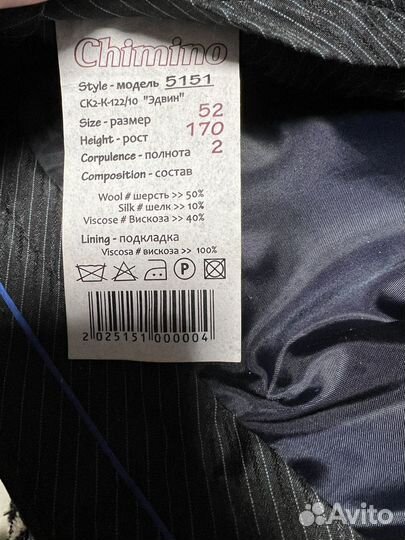 Chimino
Style - модель 5151
СК2-К-122/10 "Эдвин"
Size - размер 52
Height - рост 170
Corpulence - полнота 2
Composition - состав
Wool # шерсть >> 50%
Silk # шелк >> 10%
Viscose # Вискоза >> 40%
Lining - подкладка
Viscosa # вискоза >> 100%
P
2 025151 000004
Avito